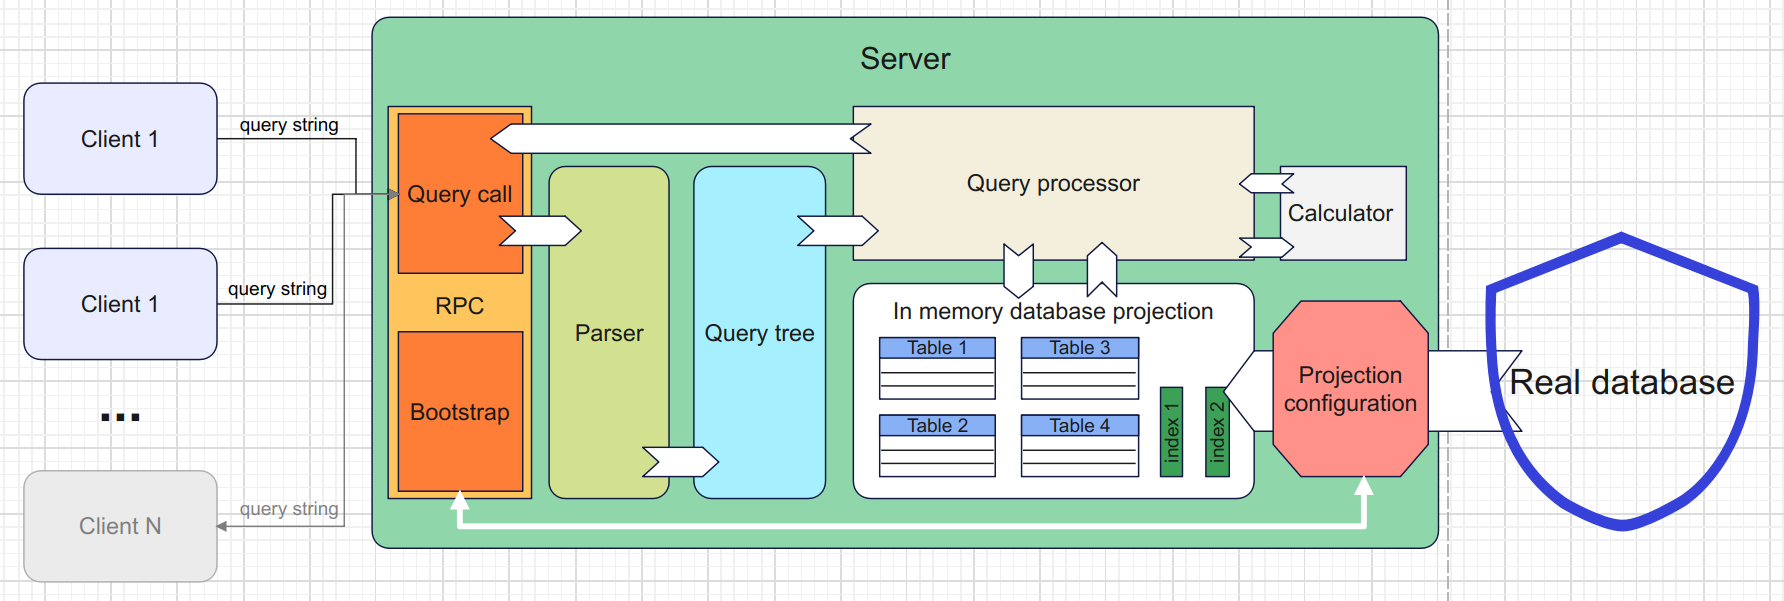 Server
Client 1
query string
Query call
Query processor
Calculator
Client 1
query string
RPC
Parser
Query tree
In memory database projection
Table 1
Table 3
Table 2
Table 4
index 1
index 2
Projection
configuration
Real database
Bootstrap
...
Client N
query string